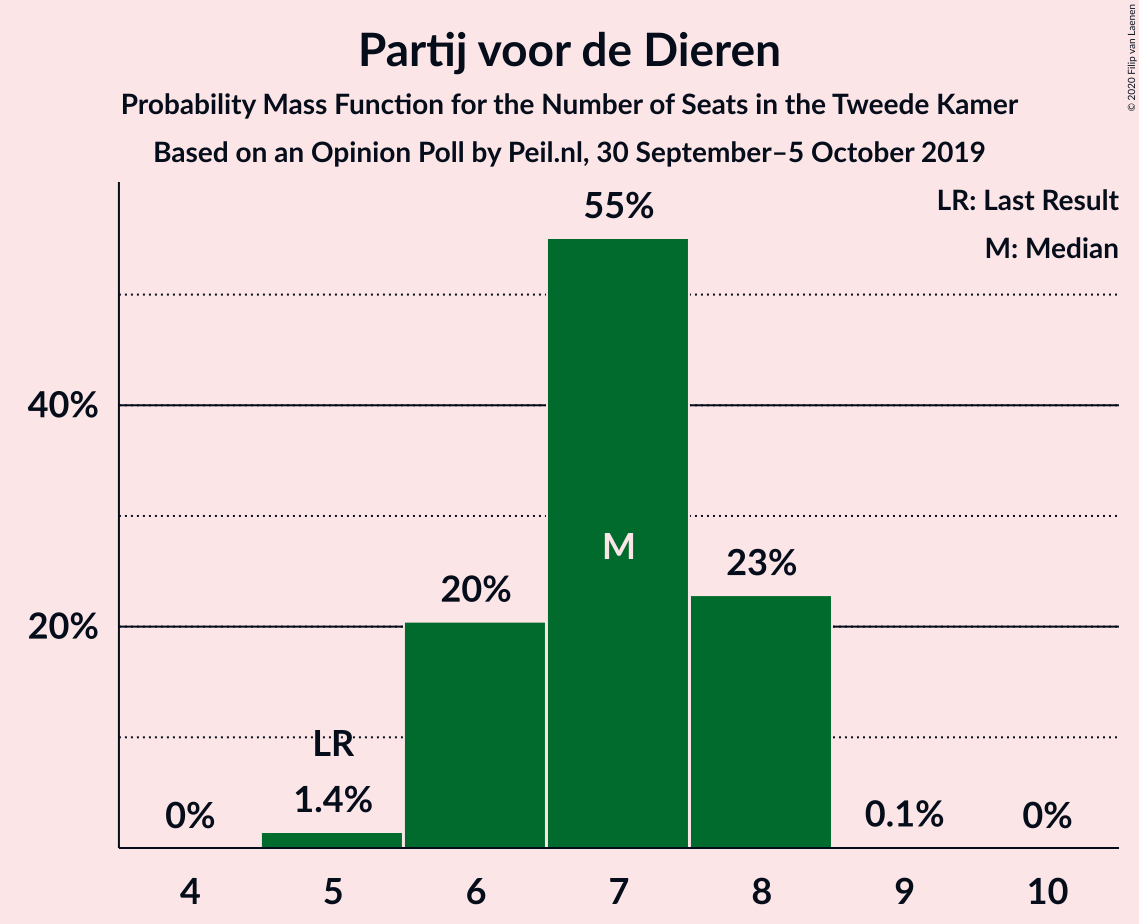 Partij voor de Dieren
Probability Mass Function for the Number of Seats in the Tweede Kamer
Based on an Opinion Poll by Peil.nl, 30 September–5 October 2019
© 2020 Filip van Laenen
LR: Last Result
M: Median
55%
40%
M
23%
20%
20%
LR
1.4%
0%
0.1%
0%
4 5 6 7 8 9 10